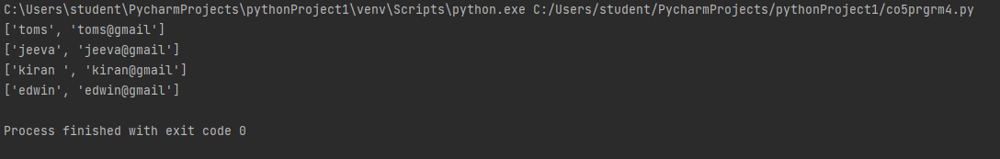 C:\Users\student\PycharmProjects\pythonProject1\venv\Scripts\python.exe C:/Users/student/PycharmProjects/pythonProject1/co5prgrm4.py
['toms', 'toms@gmail']
['jeeva', 'jeeva@gmail']
['kiran ', 'kiran@gmail']
['edwin', 'edwin@gmail']
Process finished with exit code 0